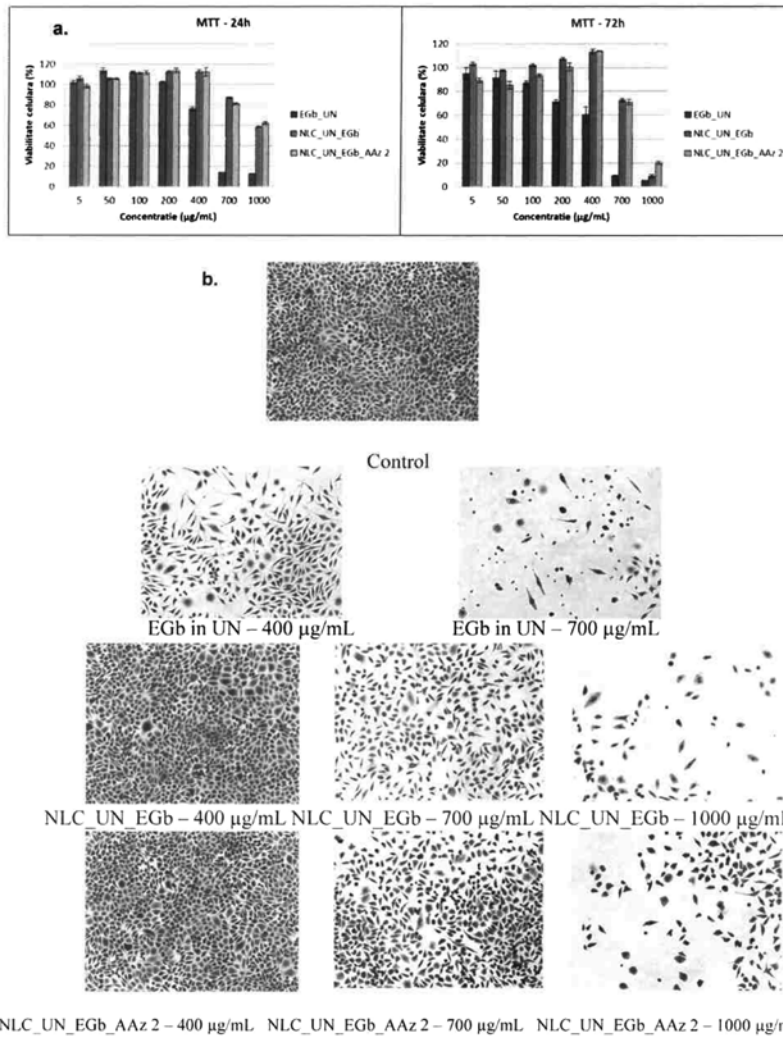 a.
MTT - 24h
Viabilitate celulara (%)
120
100
80
60
40
20
0
5 50 100 200 400 700 1000
Concentratie (µg/mL)
EGb_UN
NLC_UN_EGb
NLC_UN_EGb_AAz 2
MTT - 72h
Viabilitate celulara (%)
120
100
80
60
40
20
0
5 50 100 200 400 700 1000
Concentratie (µg/mL)
EGb_UN
NLC_UN_EGb
NLC_UN_EGb_AAz 2
b.
Control
EGb in UN – 400 µg/mL EGb in UN – 700 µg/mL
NLC_UN_EGb – 400 µg/mL NLC_UN_EGb – 700 µg/mL NLC_UN_EGb – 1000 µg/mL
NLC_UN_EGb_AAz 2 – 400 µg/mL NLC_UN_EGb_AAz 2 – 700 µg/mL NLC_UN_EGb_AAz 2 – 1000 µg/m